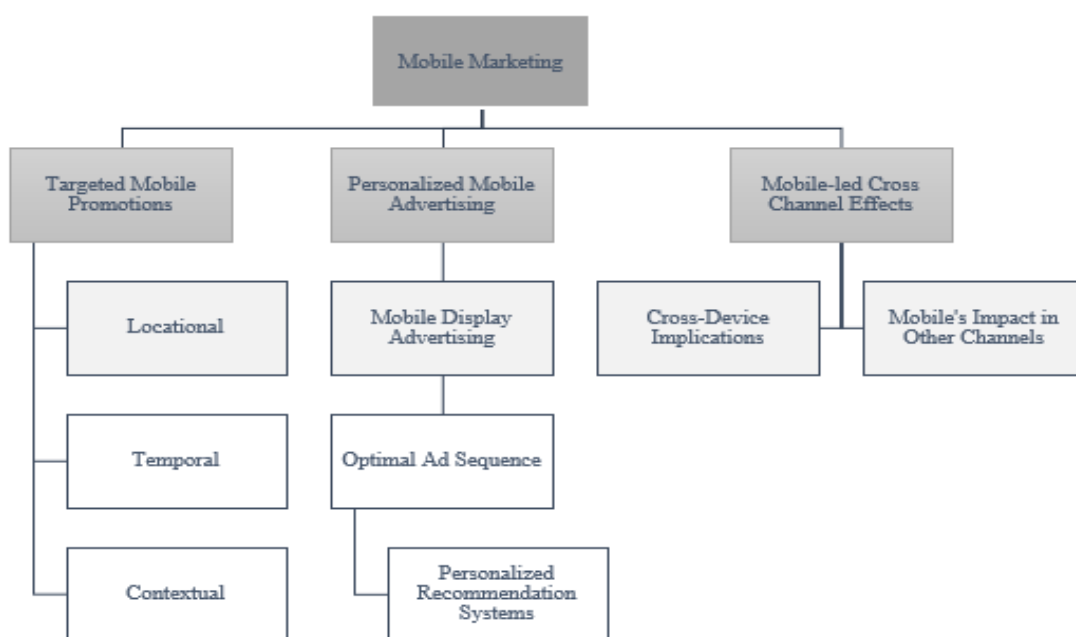 Mobile Marketing
Targeted Mobile
Promotions
Personalized Mobile
Advertising
Mobile-led Cross
Channel Effects
Locational
Mobile Display
Advertising
Cross-Device
Implications
Mobile's Impact in
Other Channels
Temporal
Optimal Ad Sequence
Contextual
Personalized
Recommendation
Systems